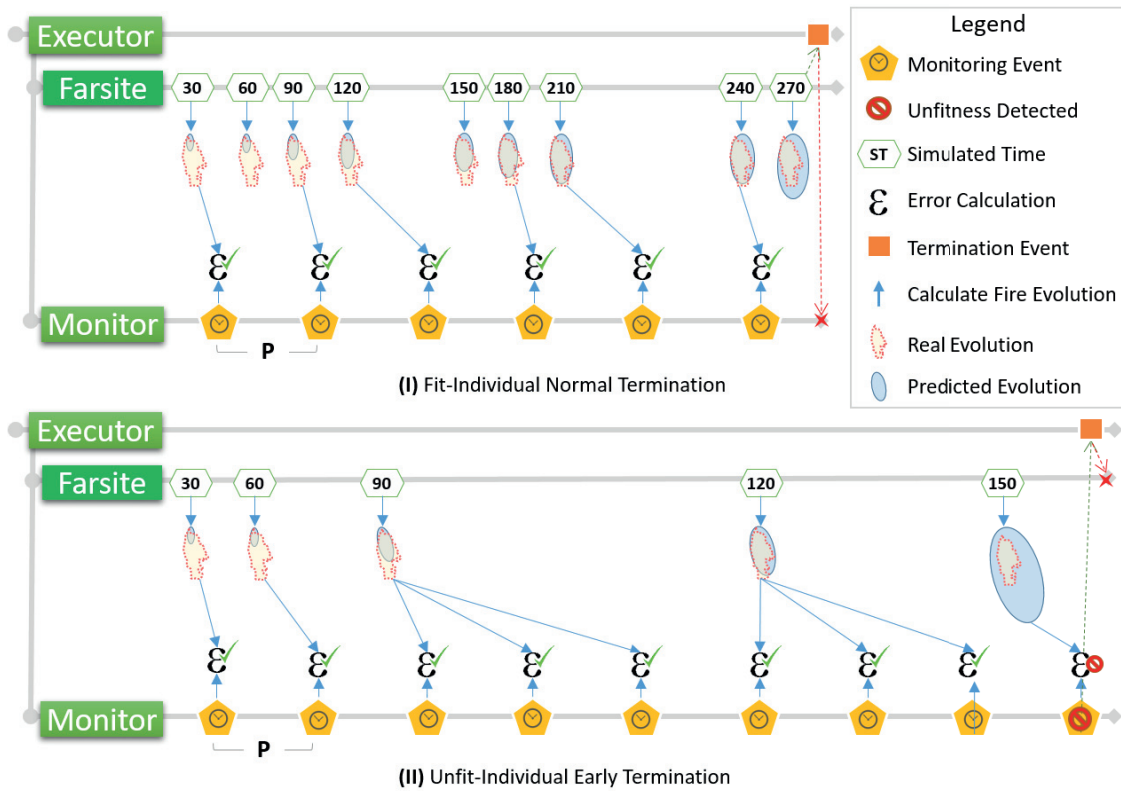 Executor
Farsite
30 60 90 120 150 180 210 240 270
ε ε ε ε ε ε
Monitor
P
(I) Fit-Individual Normal Termination
Legend
Monitoring Event
Unfitness Detected
ST Simulated Time
ε Error Calculation
Termination Event
Calculate Fire Evolution
Real Evolution
Predicted Evolution
Executor
Farsite
30 60 90 120 150
ε ε ε ε ε ε ε ε ε
Monitor
P
(II) Unfit-Individual Early Termination